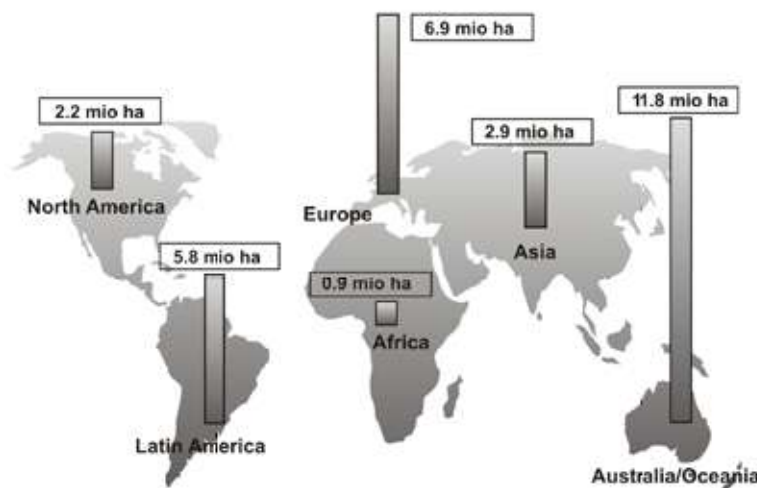 6.9 mio ha
2.2 mio ha
11.8 mio ha
2.9 mio ha
North America
Europe
Asia
5.8 mio ha
0.9 mio ha
Africa
Latin America
Australia/Oceania